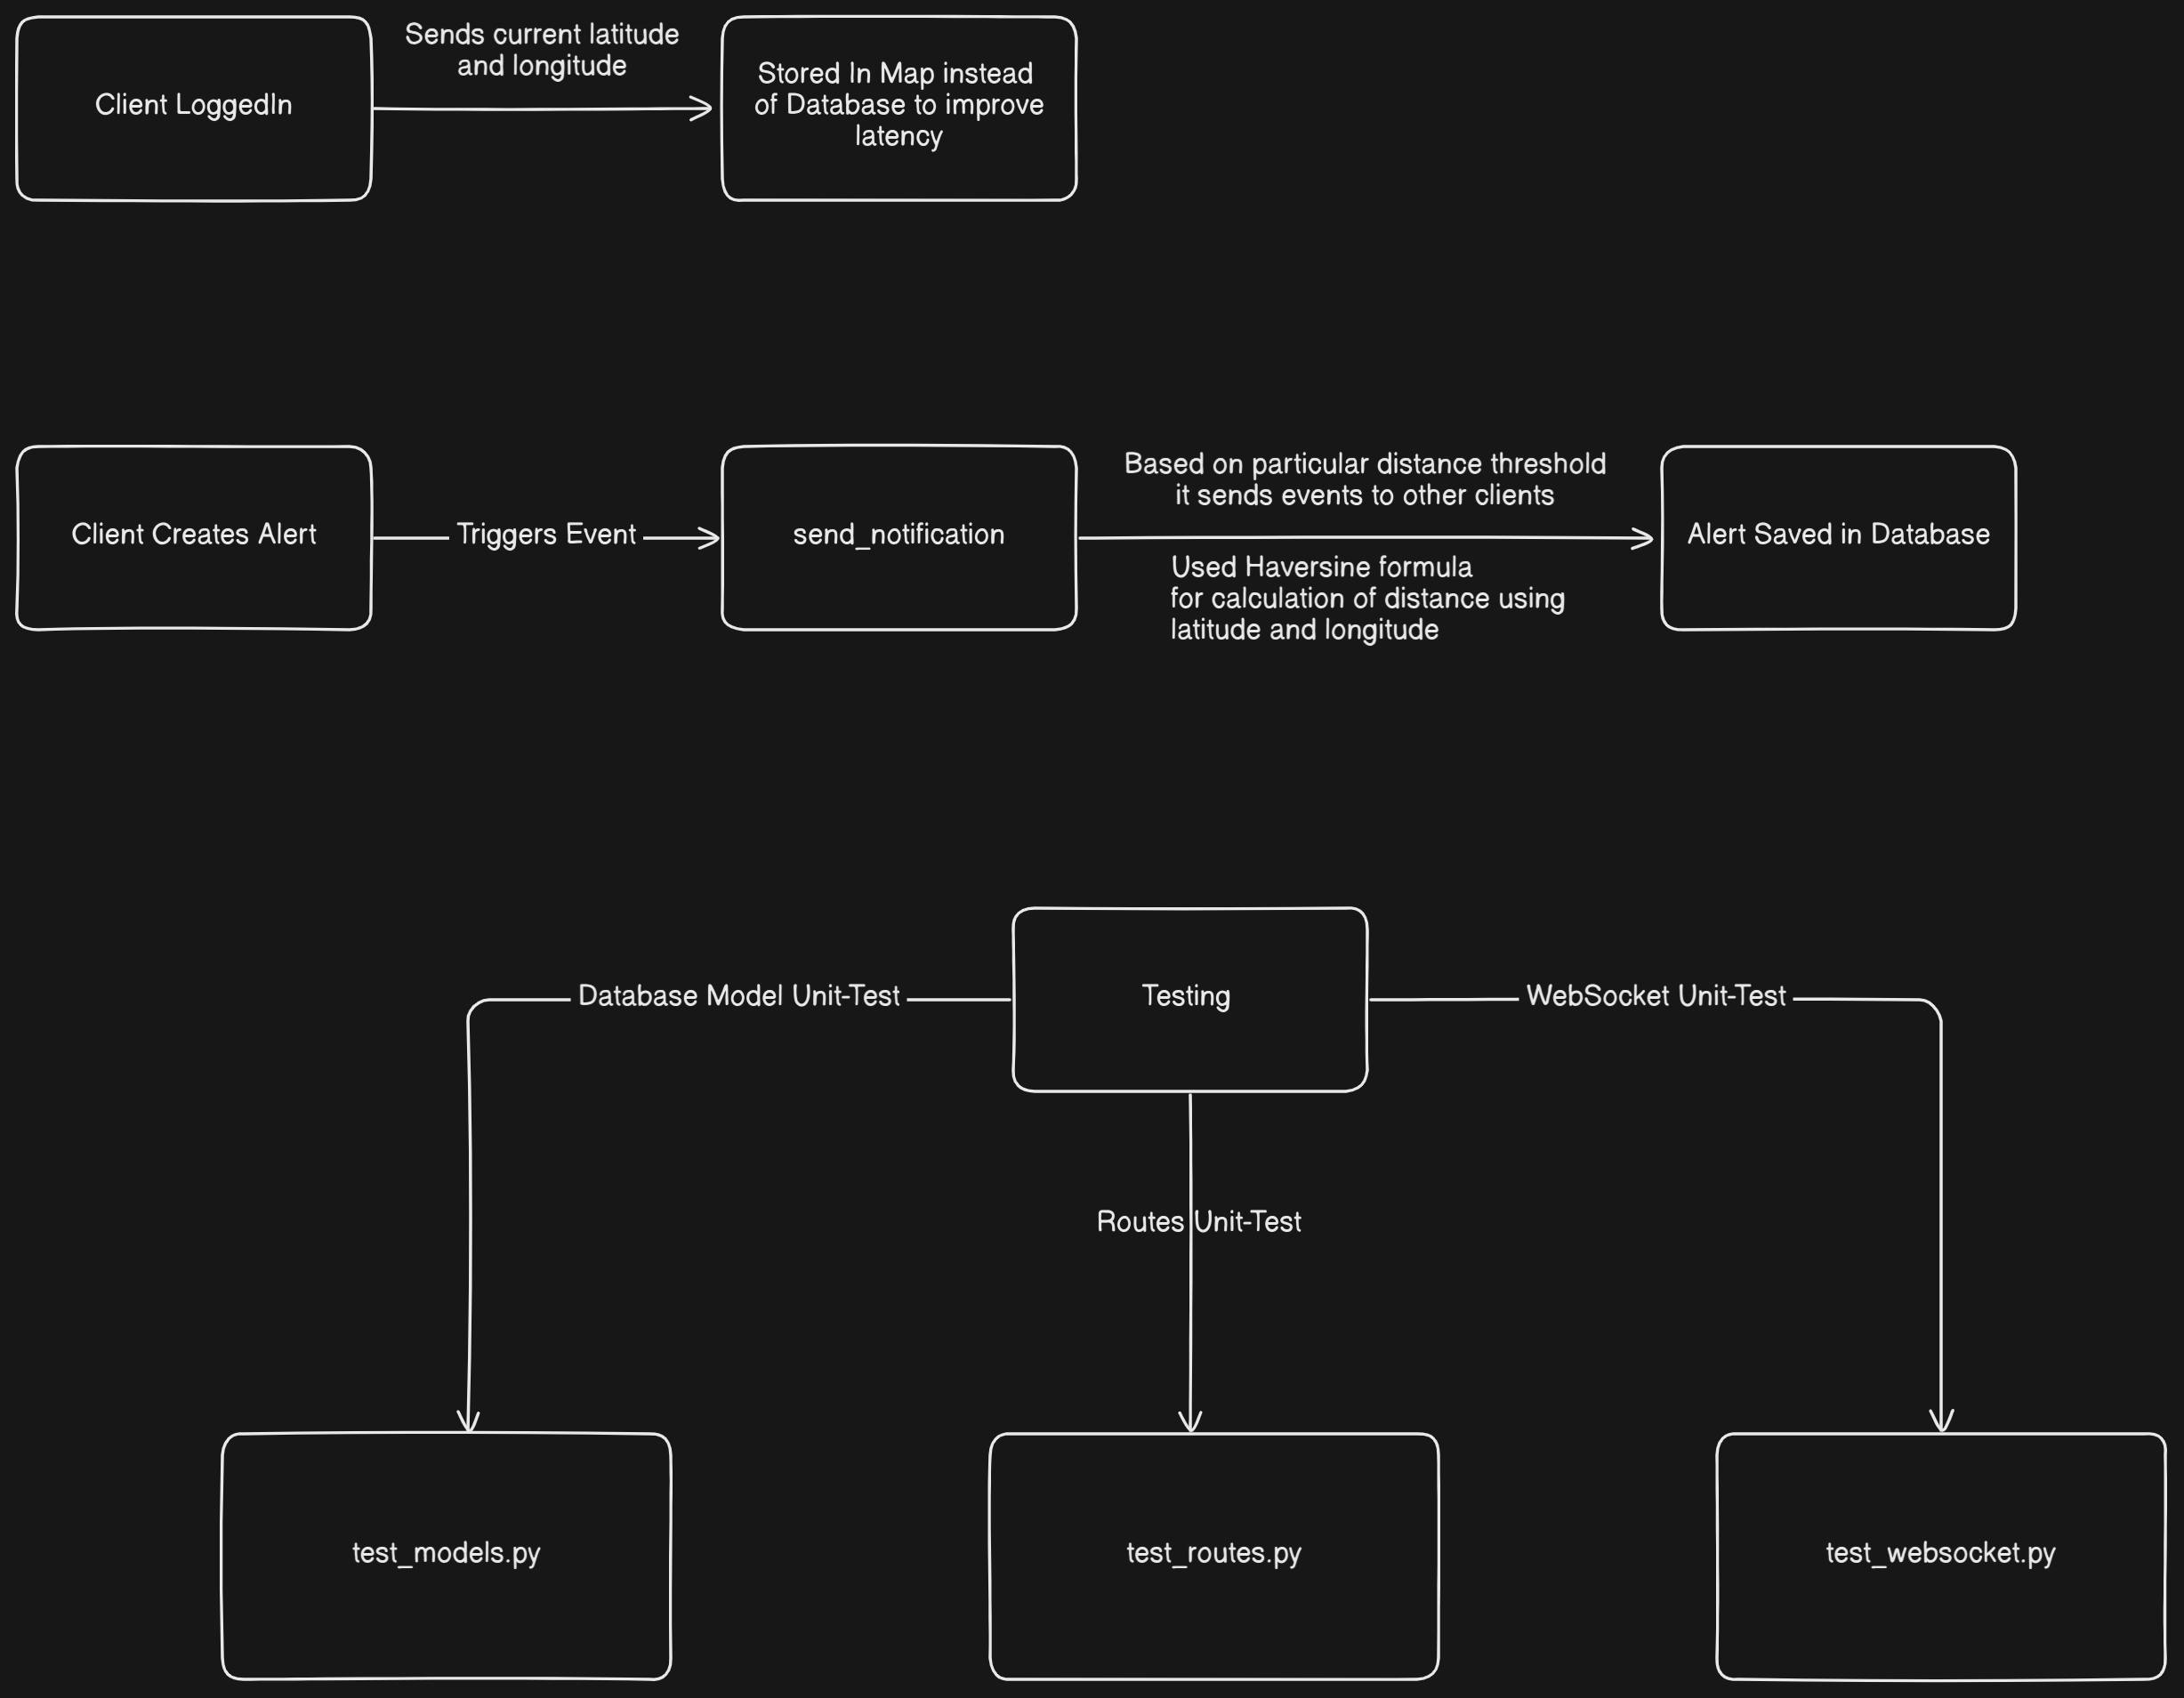 Client LoggedIn
Sends current latitude
and longitude
Stored In Map instead
of Database to improve
latency
Client Creates Alert
Triggers Event
send_notification
Based on particular distance threshold
it sends events to other clients
Used Haversine formula
for calculation of distance using
latitude and longitude
Alert Saved in Database
Database Model Unit-Test
Testing
WebSocket Unit-Test
Routes Unit-Test
test_models.py
test_routes.py
test_websocket.py